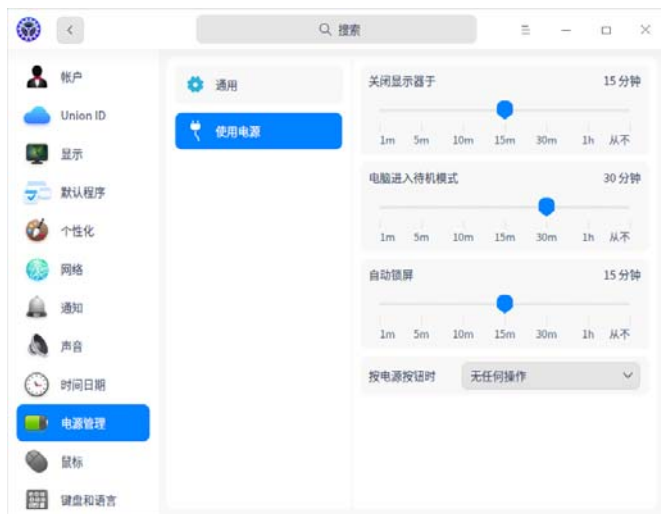 搜索
帐户
Union ID
显示
默认程序
个性化
网络
通知
声音
时间日期
电源管理
鼠标
键盘和语言
通用
使用电源
关闭显示器于 15 分钟
1m 5m 10m 15m 30m 1h 从不
电脑进入待机模式 30 分钟
1m 5m 10m 15m 30m 1h 从不
自动锁屏 15 分钟
1m 5m 10m 15m 30m 1h 从不
按电源按钮时 无任何操作